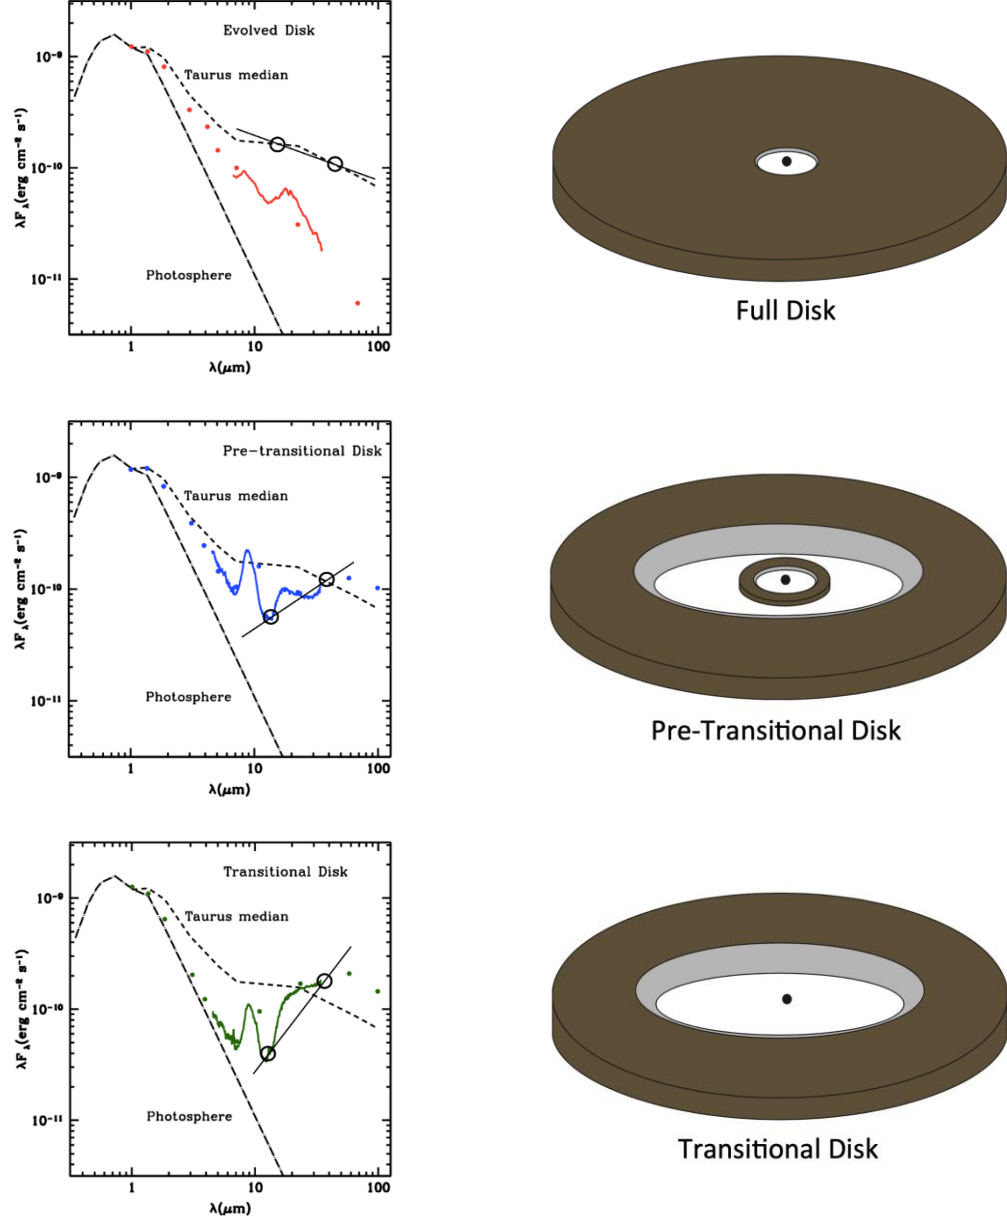 Evolved Disk
Taurus median
Photosphere
10⁻⁹
10⁻¹⁰
10⁻¹¹
λF_λ(erg cm⁻² s⁻¹)
1
10
100
λ(μm)
Full Disk
Pre-transitional Disk
Taurus median
Photosphere
10⁻⁹
10⁻¹⁰
10⁻¹¹
λF_λ(erg cm⁻² s⁻¹)
1
10
100
λ(μm)
Pre-Transitional Disk
Transitional Disk
Taurus median
Photosphere
10⁻⁹
10⁻¹⁰
10⁻¹¹
λF_λ(erg cm⁻² s⁻¹)
1
10
100
λ(μm)
Transitional Disk